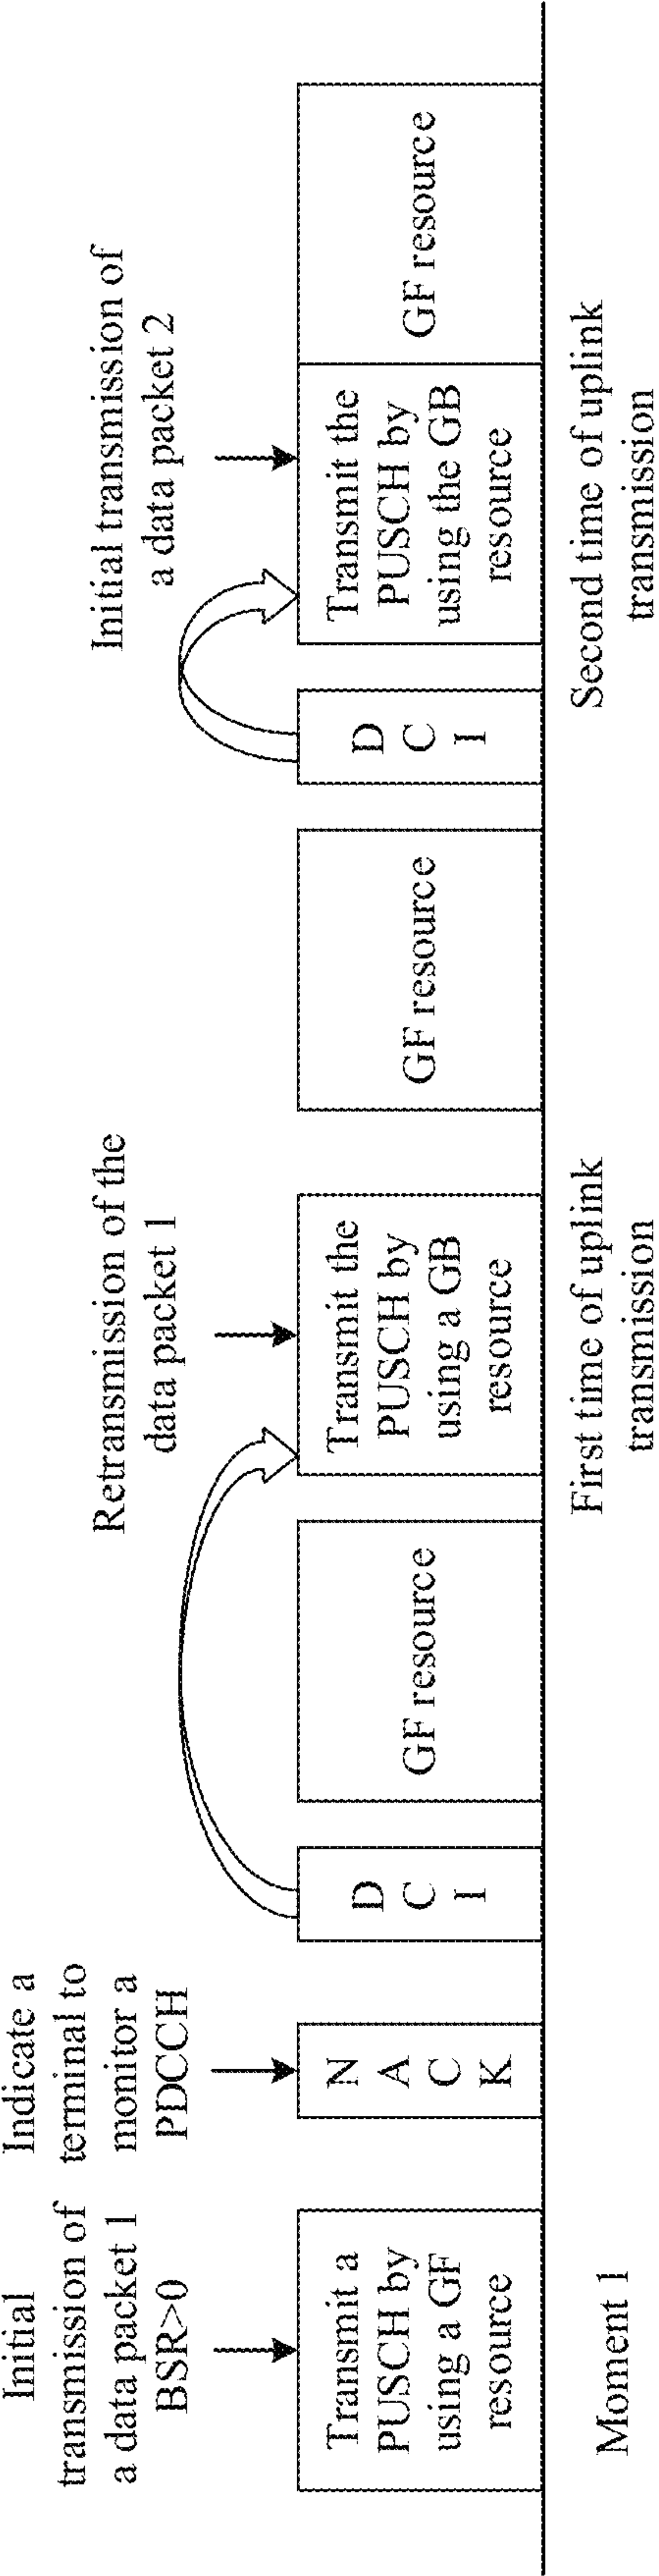 Initial
transmission of
a data packet 1
BSR>0
Transmit a
PUSCH by
using a GF
resource
Moment 1
Indicate a
terminal to
monitor a
PDCCH
N
A
C
K
D
C
I
GF resource
Retransmission of the
data packet 1
Transmit the
PUSCH by
using a GB
resource
First time of uplink
transmission
GF resource
D
C
I
Initial transmission of
a data packet 2
Transmit the
PUSCH by
using the GB
resource
Second time of uplink
transmission
GF resource